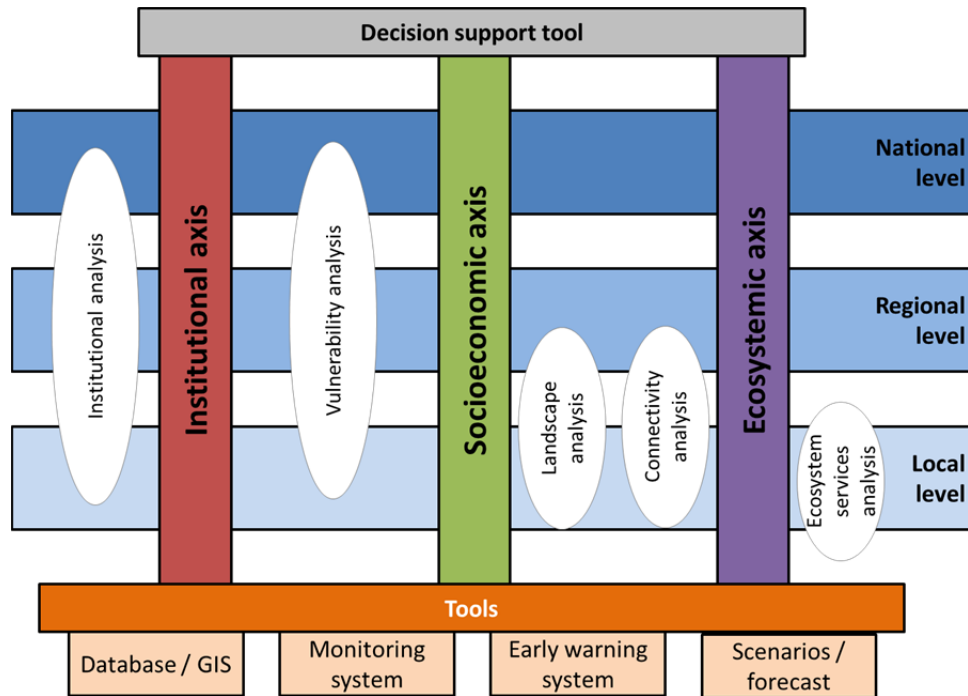 Decision support tool
National
level
Regional
level
Local
level
Institutional analysis
Institutional axis
Vulnerability analysis
Socioeconomic axis
Landscape
analysis
Connectivity
analysis
Ecosystemic axis
Ecosystem
services
analysis
Tools
Database / GIS
Monitoring
system
Early warning
system
Scenarios /
forecast